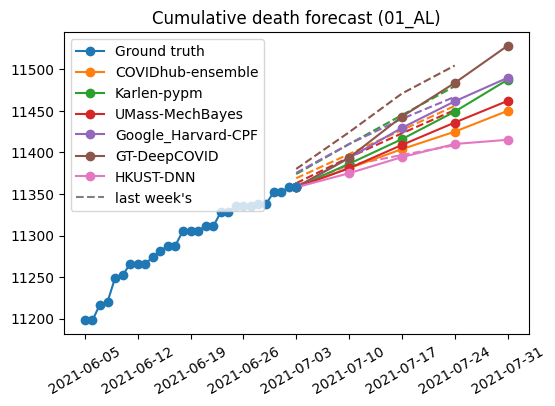 Cumulative death forecast (01_AL)
Ground truth
COVIDhub-ensemble
Karlen-pypm
UMass-MechBayes
Google_Harvard-CPF
GT-DeepCOVID
HKUST-DNN
last week's
11500
11450
11400
11350
11300
11250
11200
2021-06-05
2021-06-12
2021-06-19
2021-06-26
2021-07-03
2021-07-10
2021-07-17
2021-07-24
2021-07-31